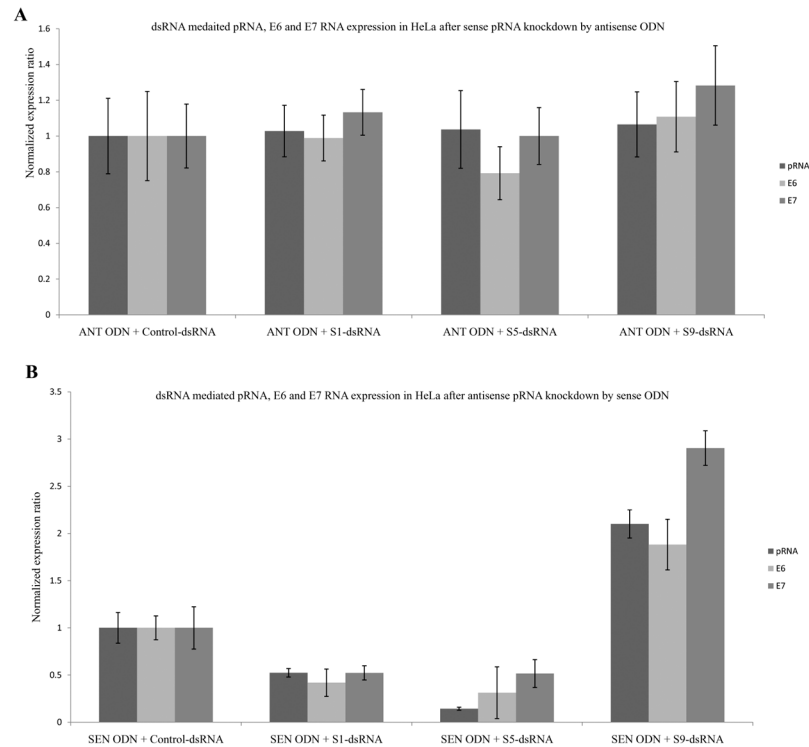 A
dsRNA medaited pRNA, E6 and E7 RNA expression in HeLa after sense pRNA knockdown by antisense ODN
Normalized expression ratio
1.6
1.4
1.2
1
0.8
0.6
0.4
0.2
0
ANT ODN + Control-dsRNA
ANT ODN + S1-dsRNA
ANT ODN + S5-dsRNA
ANT ODN + S9-dsRNA
pRNA
E6
E7
B
dsRNA mediated pRNA, E6 and E7 RNA expression in HeLa after antisense pRNA knockdown by sense ODN
Normalized expression ratio
3.5
3
2.5
2
1.5
1
0.5
0
SEN ODN + Control-dsRNA
SEN ODN + S1-dsRNA
SEN ODN + S5-dsRNA
SEN ODN + S9-dsRNA
pRNA
E6
E7